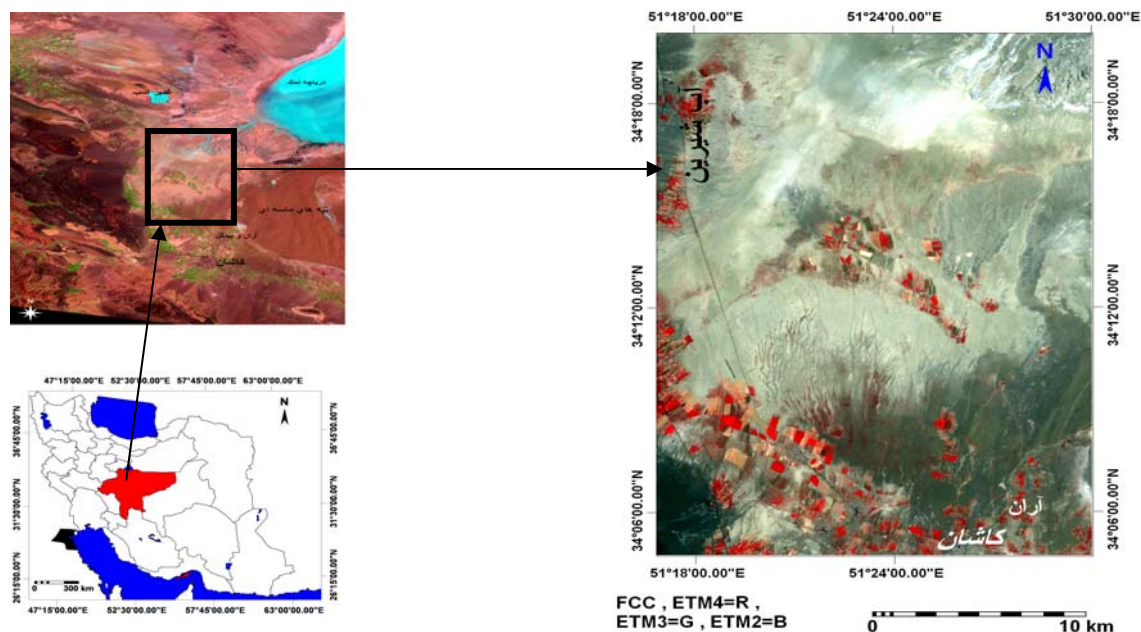 دریاچه نمک
تپه های ماسه ای
کاشان
N
47°15'00.00"E 52°30'00.00"E 57°45'00.00"E 63°00'00.00"E
N
36°45'00.00"N
36°45'00.00"N
31°30'00.00"N
31°30'00.00"N
26°15'00.00"N
26°15'00.00"N
0 300 km
47°15'00.00"E 52°30'00.00"E 57°45'00.00"E 63°00'00.00"E
51°18'00.00"E 51°24'00.00"E 51°30'00.00"E
N
34°18'00.00"N
34°18'00.00"N
آب شیرین
34°12'00.00"N
34°12'00.00"N
34°06'00.00"N
34°06'00.00"N
آران
کاشان
51°18'00.00"E 51°24'00.00"E
FCC , ETM4=R ,
ETM3=G , ETM2=B
0 10 km